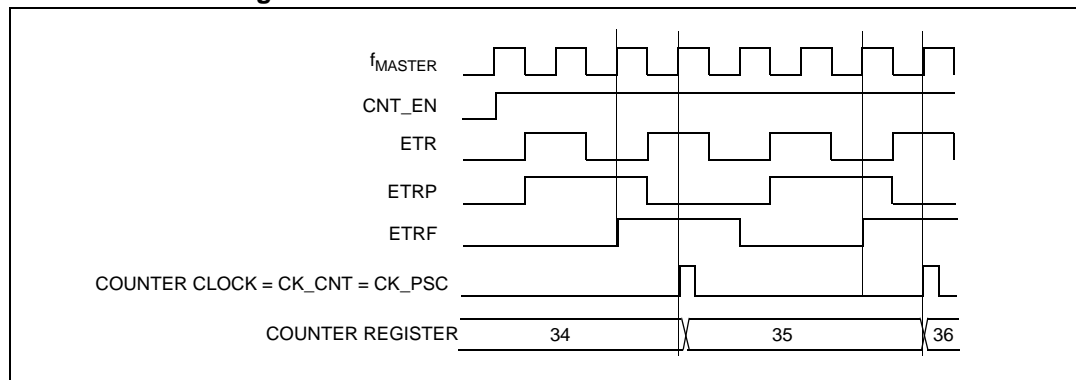 fMASTER
CNT_EN
ETR
ETRP
ETRF
COUNTER CLOCK = CK_CNT = CK_PSC
COUNTER REGISTER 34 35 36